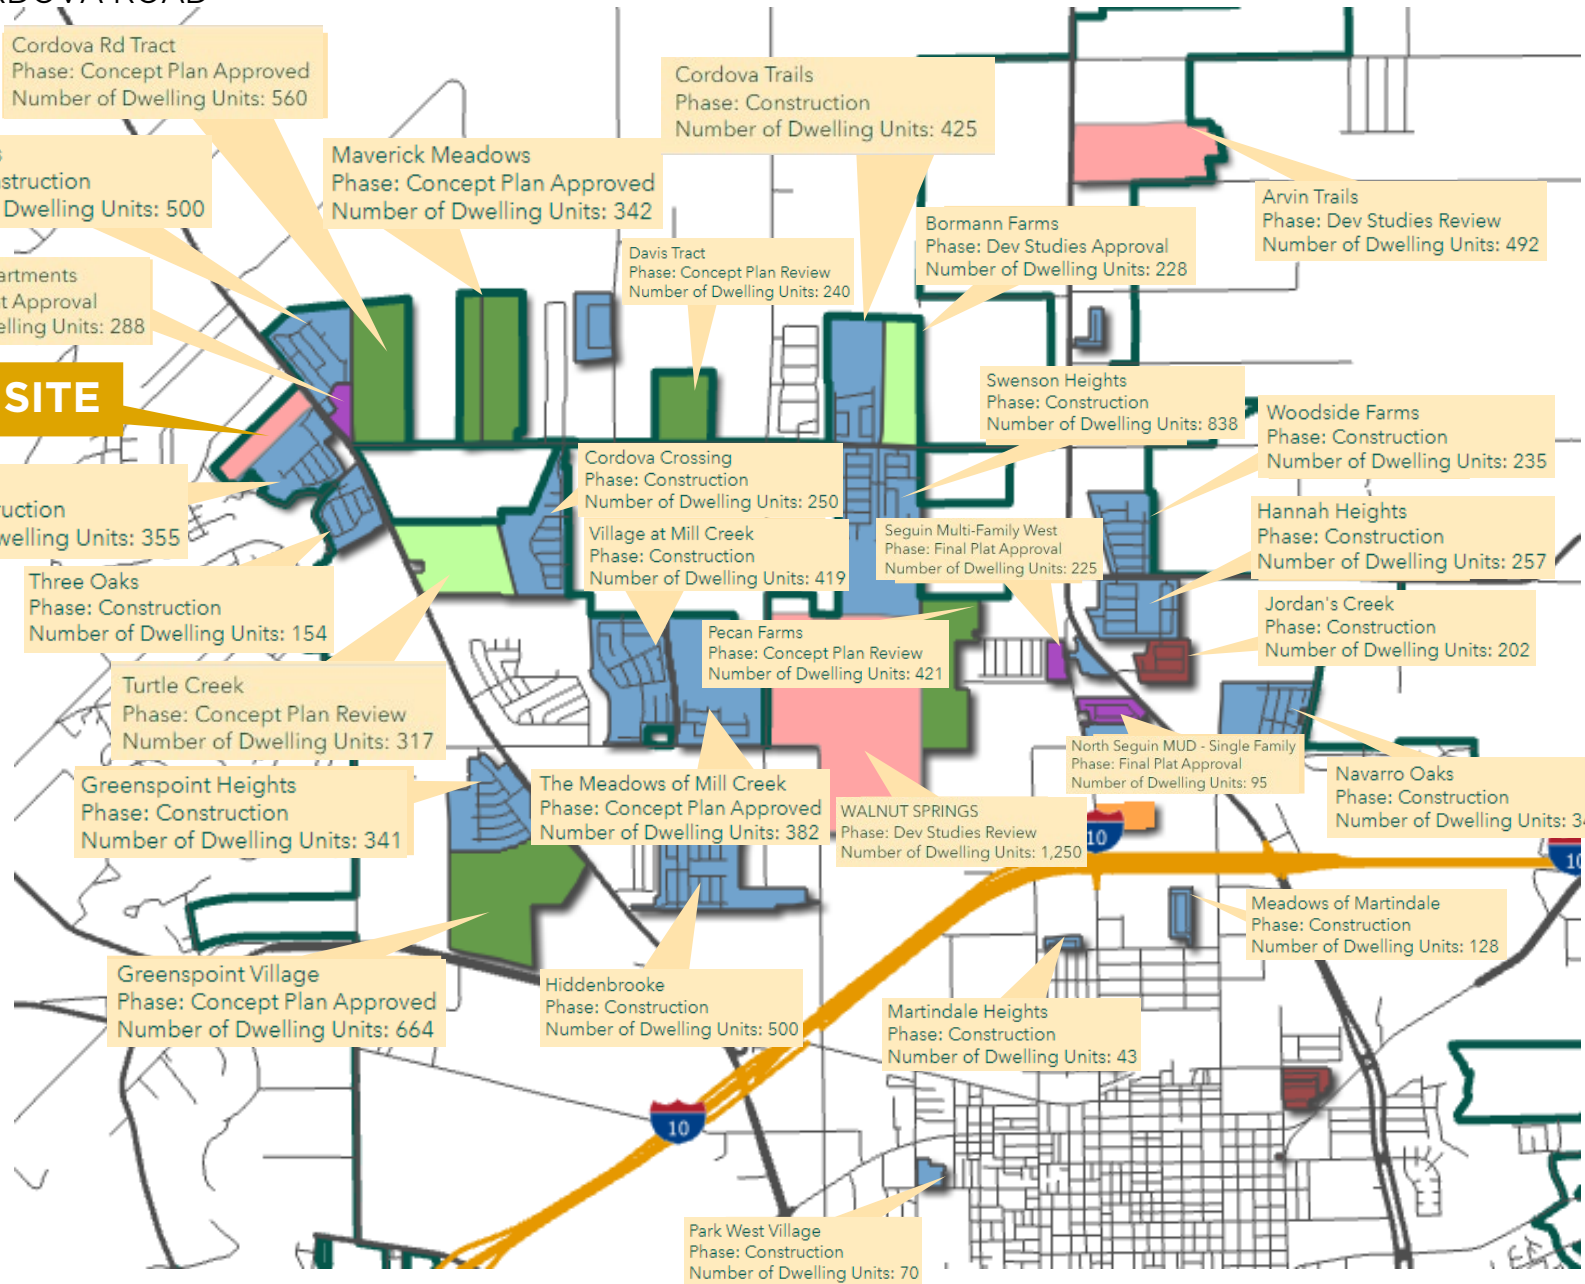 ROAD
Cordova Rd Tract
Phase: Concept Plan Approved
Number of Dwelling Units: 560
Dwelling Units: 500
Maverick Meadows
Phase: Concept Plan Approved
Number of Dwelling Units: 342
Cordova Trails
Phase: Construction
Number of Dwelling Units: 425
Arvin Trails
Phase: Dev Studies Review
Number of Dwelling Units: 492
Bormann Farms
Phase: Dev Studies Approval
Number of Dwelling Units: 228
Davis Tract
Phase: Concept Plan Review
Number of Dwelling Units: 240
Approval
Units: 288
SITE
Swenson Heights
Phase: Construction
Number of Dwelling Units: 838
Woodside Farms
Phase: Construction
Number of Dwelling Units: 235
Cordova Crossing
Phase: Construction
Number of Dwelling Units: 250
Units: 355
Hannah Heights
Phase: Construction
Number of Dwelling Units: 257
Village at Mill Creek
Phase: Construction
Number of Dwelling Units: 419
Seguin Multi-Family West
Phase: Final Plat Approval
Number of Dwelling Units: 225
Three Oaks
Phase: Construction
Number of Dwelling Units: 154
Jordan's Creek
Phase: Construction
Number of Dwelling Units: 202
Pecan Farms
Phase: Concept Plan Review
Number of Dwelling Units: 421
Turtle Creek
Phase: Concept Plan Review
Number of Dwelling Units: 317
North Seguin MUD - Single Family
Phase: Final Plat Approval
Number of Dwelling Units: 95
Navarro Oaks
Phase: Construction
Number of Dwelling Units:
Greenspoint Heights
Phase: Construction
Number of Dwelling Units: 341
The Meadows of Mill Creek
Phase: Concept Plan Approved
Number of Dwelling Units: 382
WALNUT SPRINGS
Phase: Dev Studies Review
Number of Dwelling Units: 1,250
10
10
Meadows of Martindale
Phase: Construction
Number of Dwelling Units: 128
Greenspoint Village
Phase: Concept Plan Approved
Number of Dwelling Units: 664
Hiddenbrooke
Phase: Construction
Number of Dwelling Units: 500
Martindale Heights
Phase: Construction
Number of Dwelling Units: 43
10
Park West Village
Phase: Construction
Number of Dwelling Units: 70